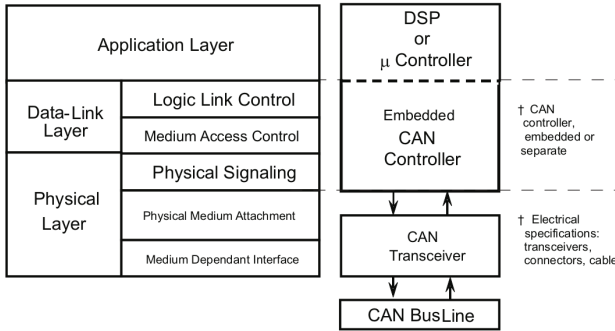 Application Layer
Data-Link
Layer
Logic Link Control
Medium Access Control
Physical
Layer
Physical Signaling
Physical Medium Attachment
Medium Dependant Interface
DSP
or
μ Controller
Embedded
CAN
Controller
† CAN
controller,
embedded or
separate
CAN
Transceiver
† Electrical
specifications:
transceivers,
connectors, cable
CAN BusLine